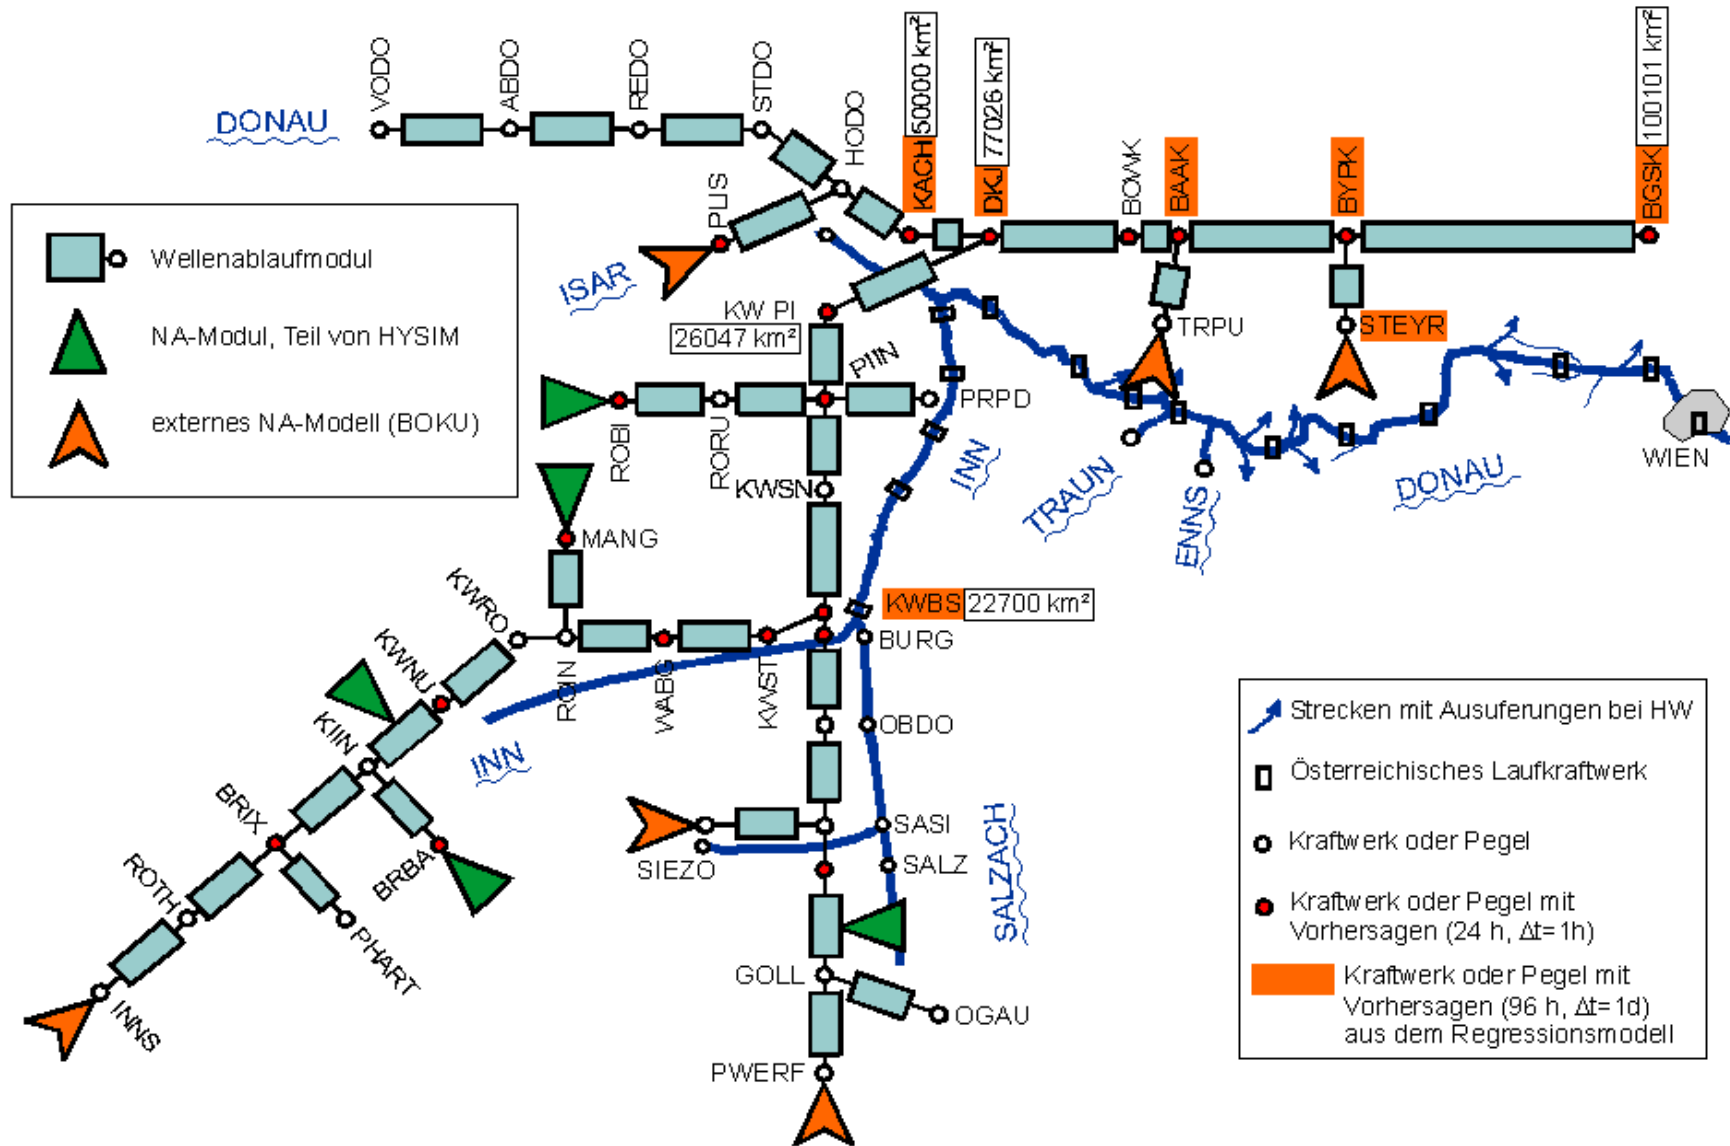 DONAU
VODO
ABDO
REDO
STDO
HODO
KACH
50000 km²
DKJ
77026 km²
BOWK
BAAK
BYPK
BGSK
100101 km²
Wellenablaufmodul
NA-Modul, Teil von HYSIM
externes NA-Modell (BOKU)
PLIS
ISAR
KW PI
26047 km²
PIIN
PRPD
ROBI
RORU
KWSN
MANG
TRPU
STEYR
INN
TRAUN
ENNS
DONAU
WIEN
KWBS
22700 km²
BURG
OBDO
KWRO
KWNU
KIIN
ROIN
WABG
KWST
INN
BRIX
BRBA
ROTH
PHART
INNS
SIEZO
SASI
SALZ
SALZACH
GOLL
OGAU
PWERF
Strecken mit Ausuferungen bei HW
Österreichisches Laufkraftwerk
Kraftwerk oder Pegel
Kraftwerk oder Pegel mit
Vorhersagen (24 h, Δt=1h)
Kraftwerk oder Pegel mit
Vorhersagen (96 h, Δt=1d)
aus dem Regressionsmodell